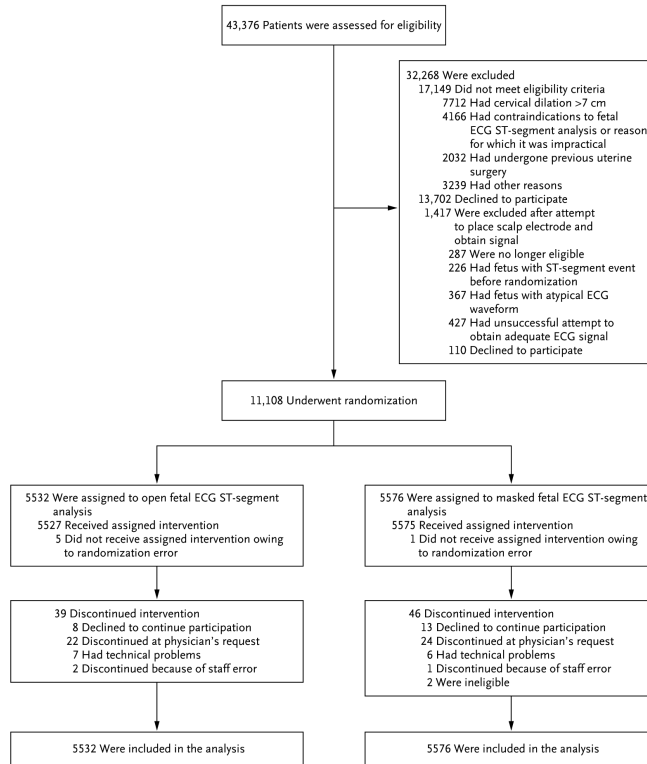 43,376 Patients were assessed for eligibility
32,268 Were excluded
17,149 Did not meet eligibility criteria
7712 Had cervical dilation >7 cm
4166 Had contraindications to fetal
ECG ST-segment analysis or reason
for which it was impractical
2032 Had undergone previous uterine
surgery
3239 Had other reasons
13,702 Declined to participate
1,417 Were excluded after attempt
to place scalp electrode and
obtain signal
287 Were no longer eligible
226 Had fetus with ST-segment event
before randomization
367 Had fetus with atypical ECG
waveform
427 Had unsuccessful attempt to
obtain adequate ECG signal
110 Declined to participate
11,108 Underwent randomization
5532 Were assigned to open fetal ECG ST-segment
analysis
5527 Received assigned intervention
5 Did not receive assigned intervention owing
to randomization error
5576 Were assigned to masked fetal ECG ST-segment
analysis
5575 Received assigned intervention
1 Did not receive assigned intervention owing
to randomization error
39 Discontinued intervention
8 Declined to continue participation
22 Discontinued at physician's request
7 Had technical problems
2 Discontinued because of staff error
46 Discontinued intervention
13 Declined to continue participation
24 Discontinued at physician's request
6 Had technical problems
1 Discontinued because of staff error
2 Were ineligible
5532 Were included in the analysis
5576 Were included in the analysis